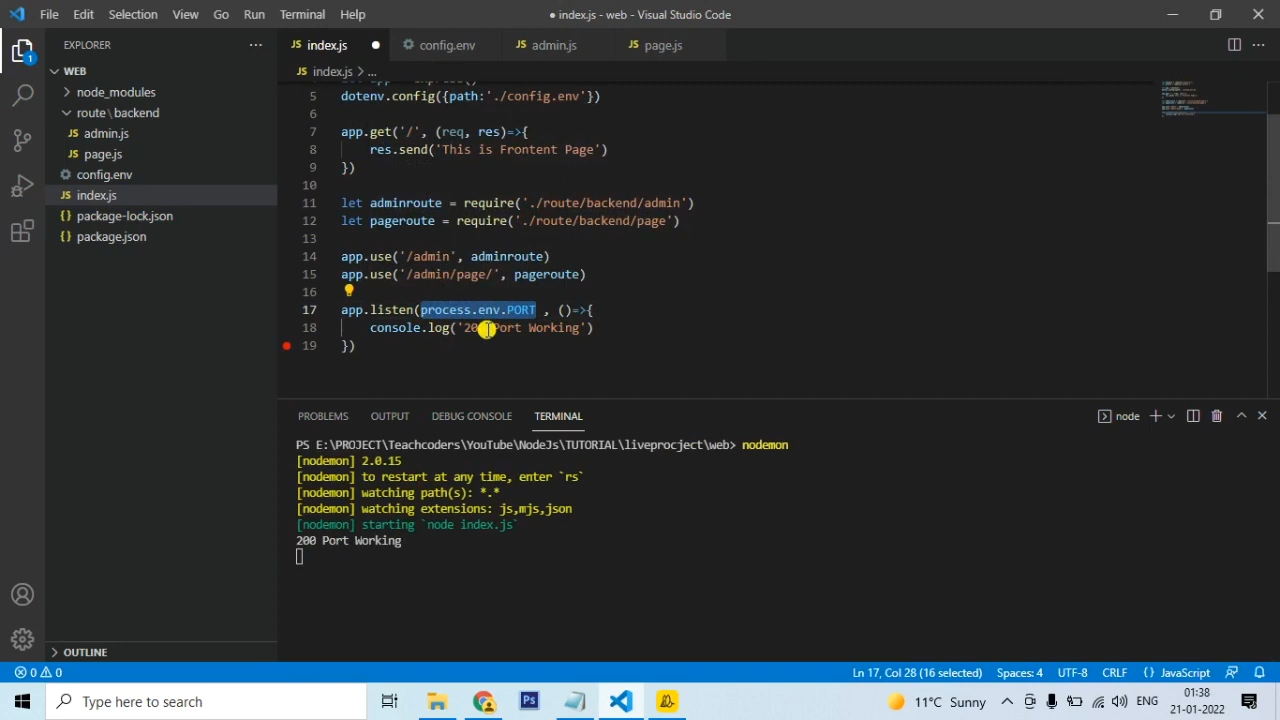 File Edit Selection View Go Run Terminal Help
● index.js - web - Visual Studio Code
EXPLORER
1
WEB
node_modules
route\backend
JS admin.js
JS page.js
config.env
JS index.js
package-lock.json
package.json
OUTLINE
JS index.js ●
config.env
JS admin.js
JS page.js
JS index.js > ...
5 dotenv.config({path:'./config.env'})
6
7 app.get('/', (req, res)=>{
8 res.send('This is Frontent Page')
9 })
10
11 let adminroute = require('./route/backend/admin')
12 let pageroute = require('./route/backend/page')
13
14 app.use('/admin', adminroute)
15 app.use('/admin/page/', pageroute)
16
17 app.listen(process.env.PORT , ()=>{
18 console.log('200 Port Working')
19 })
PROBLEMS OUTPUT DEBUG CONSOLE TERMINAL
node
PS E:\PROJECT\Teachcoders\YouTube\NodeJs\TUTORIAL\liveprocject\web> nodemon
[nodemon] 2.0.15
[nodemon] to restart at any time, enter `rs`
[nodemon] watching path(s): *.*
[nodemon] watching extensions: js,mjs,json
[nodemon] starting `node index.js`
200 Port Working
0 0
Ln 17, Col 28 (16 selected) Spaces: 4 UTF-8 CRLF {} JavaScript
Type here to search
Ps
11°C Sunny
ENG
01:38
21-01-2022